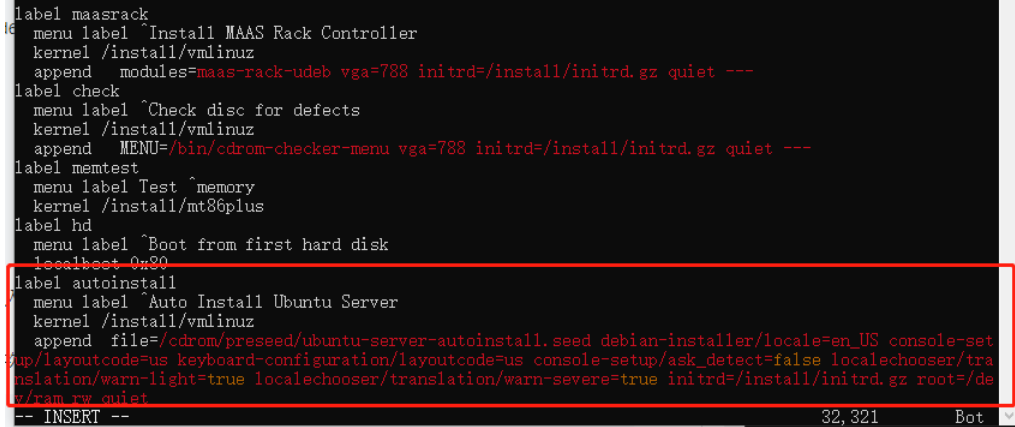 label maasrack
  menu label ^Install MAAS Rack Controller
  kernel /install/vmlinuz
  append   modules=maas-rack-udeb vga=788 initrd=/install/initrd.gz quiet ---
label check
  menu label ^Check disc for defects
  kernel /install/vmlinuz
  append   MENU=/bin/cdrom-checker-menu vga=788 initrd=/install/initrd.gz quiet ---
label memtest
  menu label Test ^memory
  kernel /install/mt86plus
label hd
  menu label ^Boot from first hard disk
  localboot 0x80
label autoinstall
  menu label ^Auto Install Ubuntu Server
  kernel /install/vmlinuz
  append  file=/cdrom/preseed/ubuntu-server-autoinstall.seed debian-installer/locale=en_US console-set
up/layoutcode=us keyboard-configuration/layoutcode=us console-setup/ask_detect=false localechooser/tra
nslation/warn-light=true localechooser/translation/warn-severe=true initrd=/install/initrd.gz root=/de
v/ram rw quiet
-- INSERT --                                                                 32,321        Bot